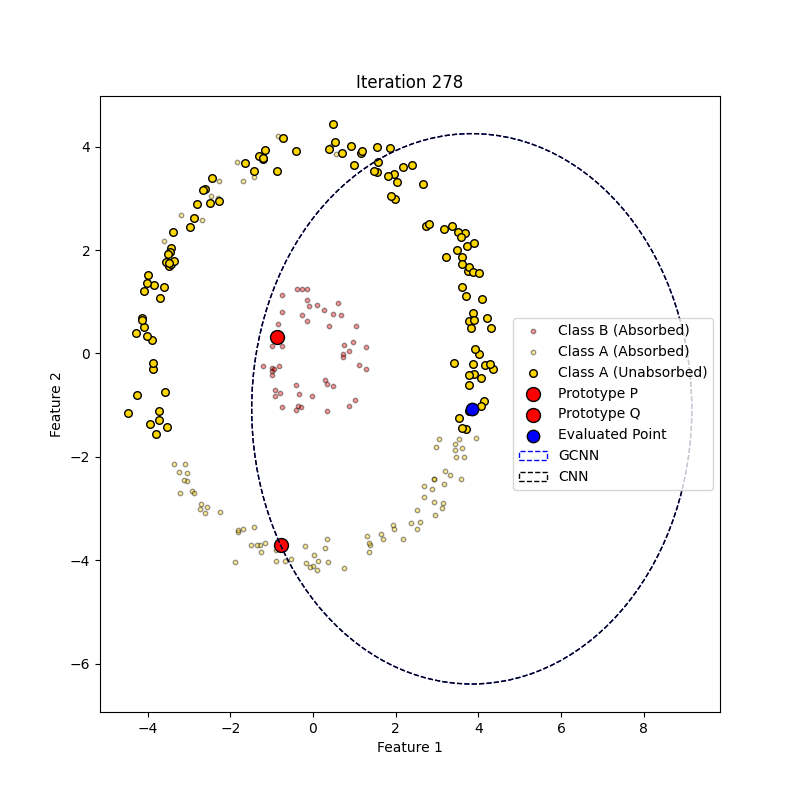 Iteration 278
4
2
0
−2
−4
−6
Feature 2
Class B (Absorbed)
Class A (Absorbed)
Class A (Unabsorbed)
Prototype P
Prototype Q
Evaluated Point
GCNN
CNN
−4
−2
0
2
4
6
8
Feature 1